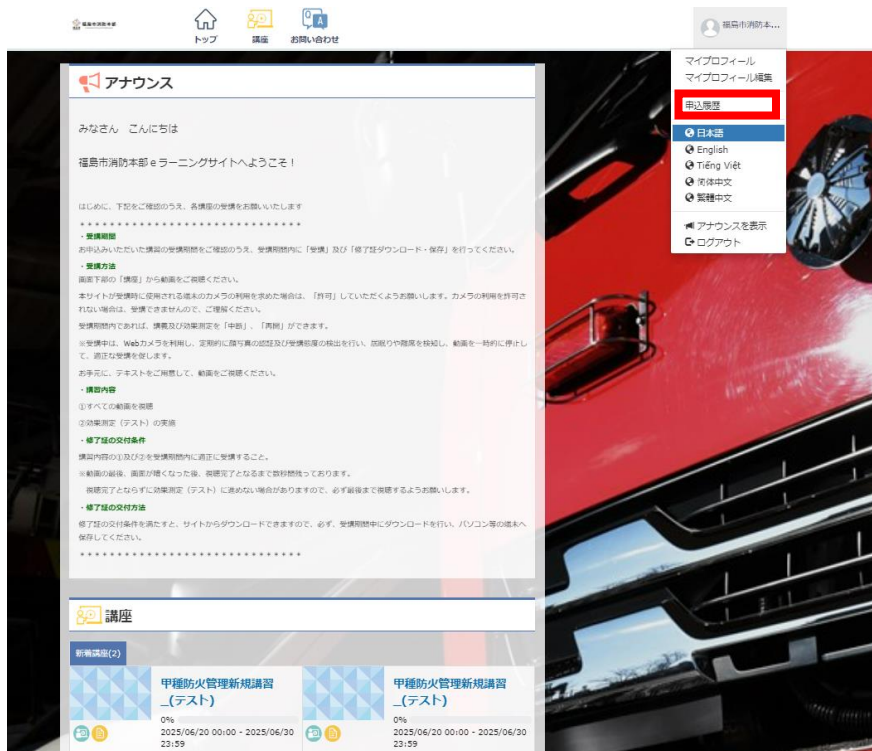 福島市消防本部
トップ
講座
お問い合わせ
福島市消防本...
マイプロフィール
マイプロフィール編集
申込履歴
日本語
English
Tiếng Việt
简体中文
繁體中文
アナウンスを表示
ログアウト
アナウンス
みなさん　こんにちは
福島市消防本部eラーニングサイトへようこそ！
はじめに、下記をご確認のうえ、各講座の受講をお願いいたします
******************************
・受講期間
お申込みいただいた講習の受講期間をご確認のうえ、受講期間内に「受講」及び「修了証ダウンロード・保存」を行ってください。
・受講方法
画面下部の「講座」から動画をご視聴ください。
本サイトが受講時に使用される端末のカメラの利用を求めた場合は、「許可」していただくようお願いします。カメラの利用を許可さ
れない場合は、受講できませんので、ご理解ください。
受講期間内であれば、講義及び効果測定を「中断」、「再開」ができます。
※受講中は、Webカメラを利用し、定期的に顔写真の認証及び受講態度の検出を行い、居眠りや離席を検知し、動画を一時的に停止し
て、適正な受講を促します。
お手元に、テキストをご用意して、動画をご視聴ください。
・講習内容
①すべての動画を視聴
②効果測定（テスト）の実施
・修了証の交付条件
講習内容の①及び②を受講期間内に適正に受講すること。
※動画の最後、画面が暗くなった後、視聴完了となるまで数秒間残っております。
視聴完了とならずに効果測定（テスト）に進めない場合がありますので、必ず最後まで視聴するようお願いします。
・修了証の交付方法
修了証の交付条件を満たすと、サイトからダウンロードできますので、必ず、受講期間中にダウンロードを行い、パソコン等の端末へ
保存してください。
******************************
講座
新着講座(2)
甲種防火管理新規講習
_(テスト)
0%
2025/06/20 00:00 - 2025/06/30
23:59
甲種防火管理新規講習
_(テスト)
0%
2025/06/20 00:00 - 2025/06/30
23:59